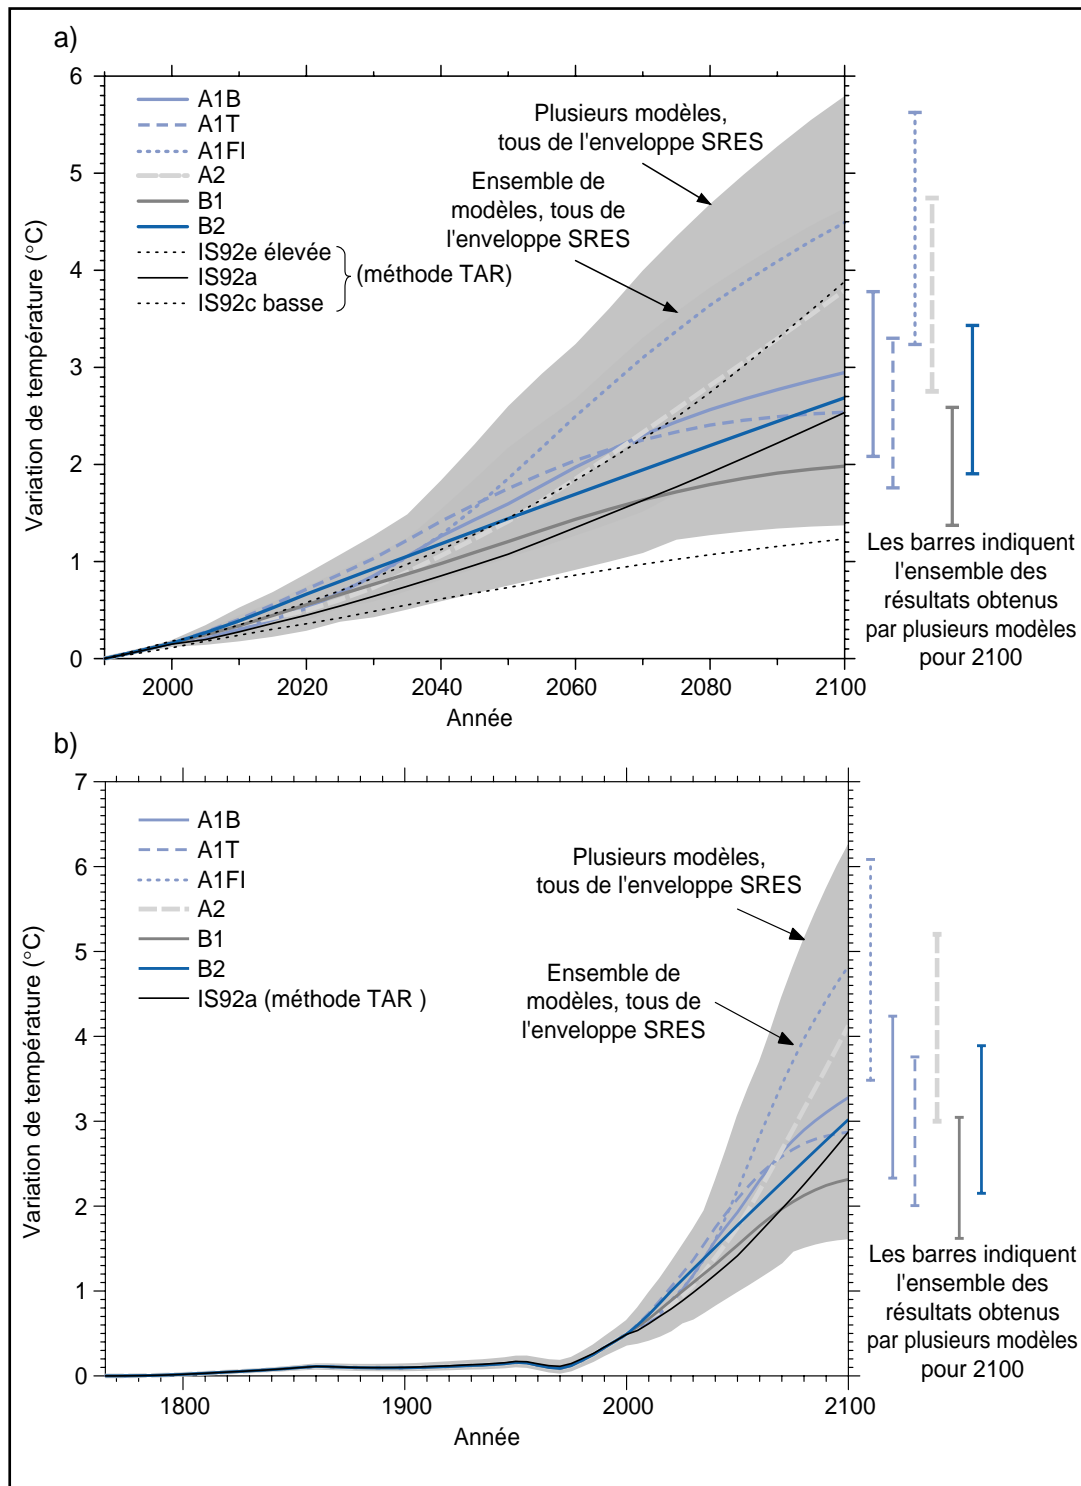 a)
6
5
4
3
2
1
0
Variation de température (°C)
A1B
A1T
A1FI
A2
B1
B2
IS92e élevée
IS92a
IS92c basse
(méthode TAR)
Plusieurs modèles,
tous de l'enveloppe SRES
Ensemble de
modèles, tous de
l'enveloppe SRES
2000
2020
2040
2060
2080
2100
Année
Les barres indiquent
l'ensemble des
résultats obtenus
par plusieurs modèles
pour 2100
b)
7
6
5
4
3
2
1
0
Variation de température (°C)
A1B
A1T
A1FI
A2
B1
B2
IS92a (méthode TAR )
Plusieurs modèles,
tous de l'enveloppe SRES
Ensemble de
modèles, tous de
l'enveloppe SRES
1800
1900
2000
2100
Année
Les barres indiquent
l'ensemble des
résultats obtenus
par plusieurs modèles
pour 2100